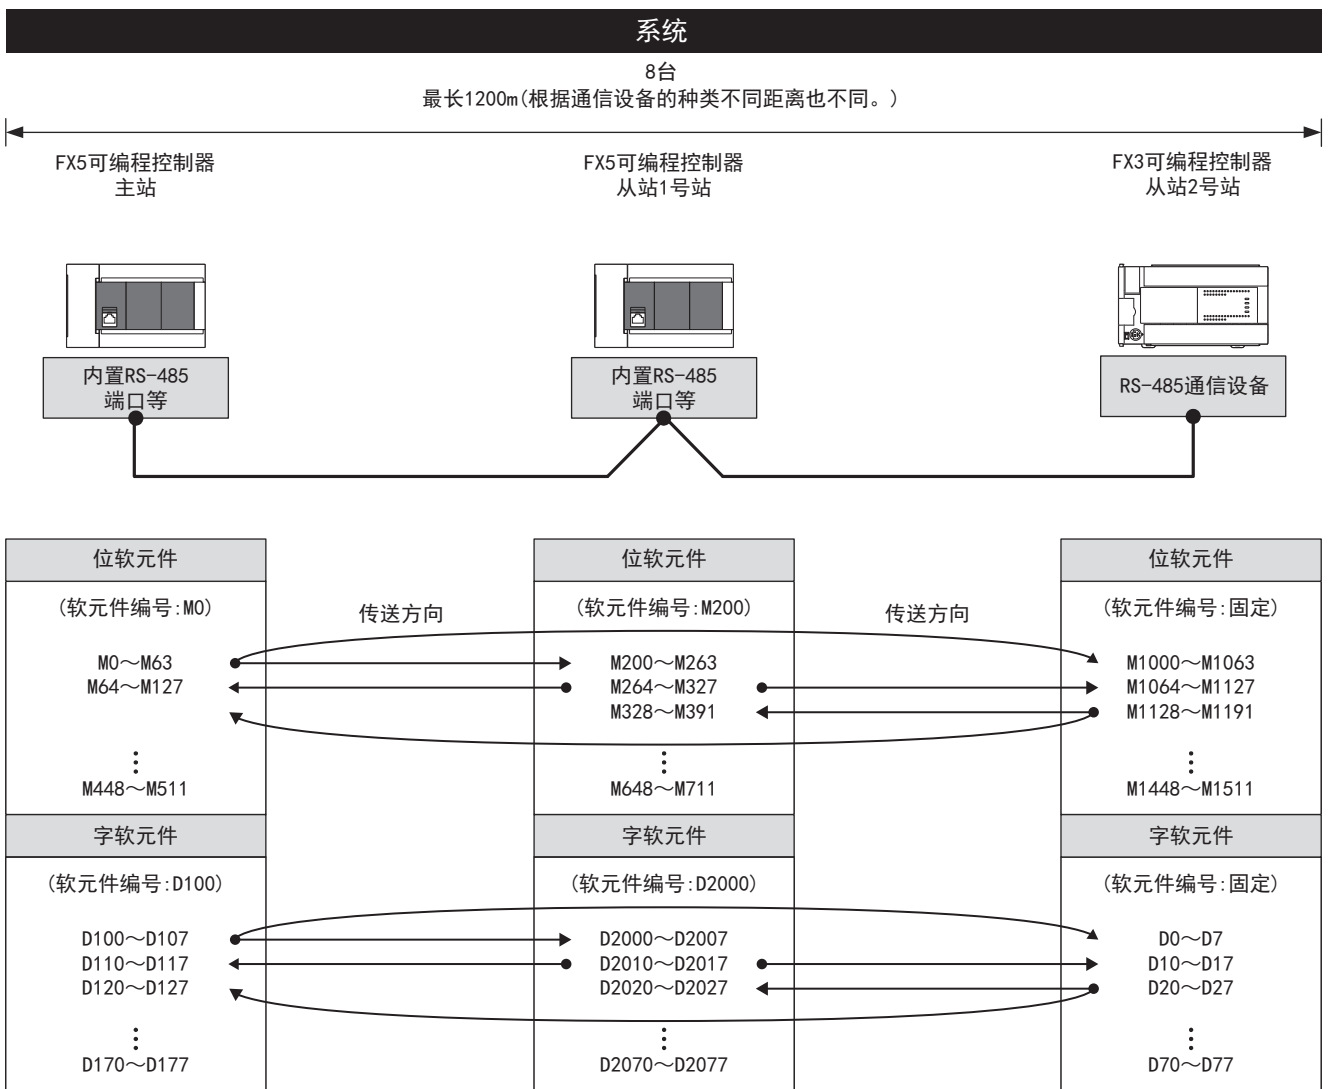 系统
8台
最长1200m(根据通信设备的种类不同距离也不同。)
FX5可编程控制器
主站
FX5可编程控制器
从站1号站
FX3可编程控制器
从站2号站
内置RS-485
端口等
内置RS-485
端口等
RS-485通信设备
位软元件
位软元件
位软元件
(软元件编号:M0)
传送方向
(软元件编号:M200)
传送方向
(软元件编号:固定)
M0～M63
M200～M263
M1000～M1063
M64～M127
M264～M327
M1064～M1127
M328～M391
M1128～M1191
M448～M511
M648～M711
M1448～M1511
字软元件
字软元件
字软元件
(软元件编号:D100)
(软元件编号:D2000)
(软元件编号:固定)
D100～D107
D2000～D2007
D0～D7
D110～D117
D2010～D2017
D10～D17
D120～D127
D2020～D2027
D20～D27
D170～D177
D2070～D2077
D70～D77